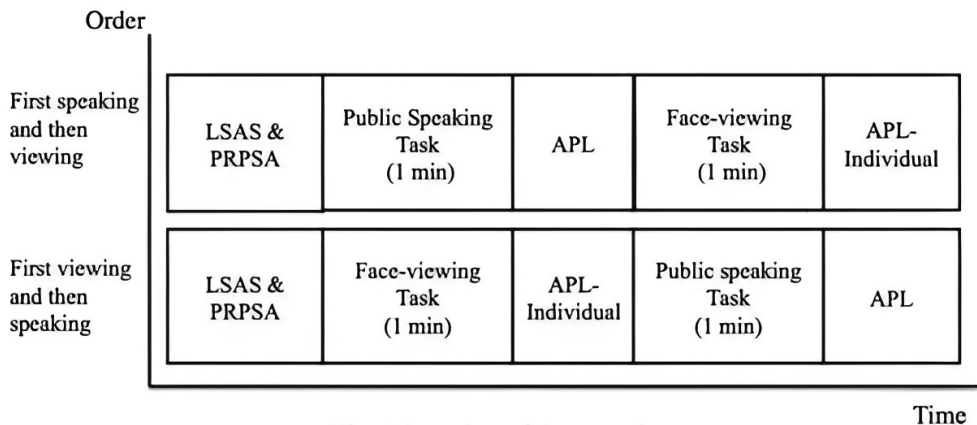 Order
First speaking
and then
viewing
LSAS &
PRPSA
Public Speaking
Task
(1 min)
APL
Face-viewing
Task
(1 min)
APL-
Individual
First viewing
and then
speaking
LSAS &
PRPSA
Face-viewing
Task
(1 min)
APL-
Individual
Public speaking
Task
(1 min)
APL
Time